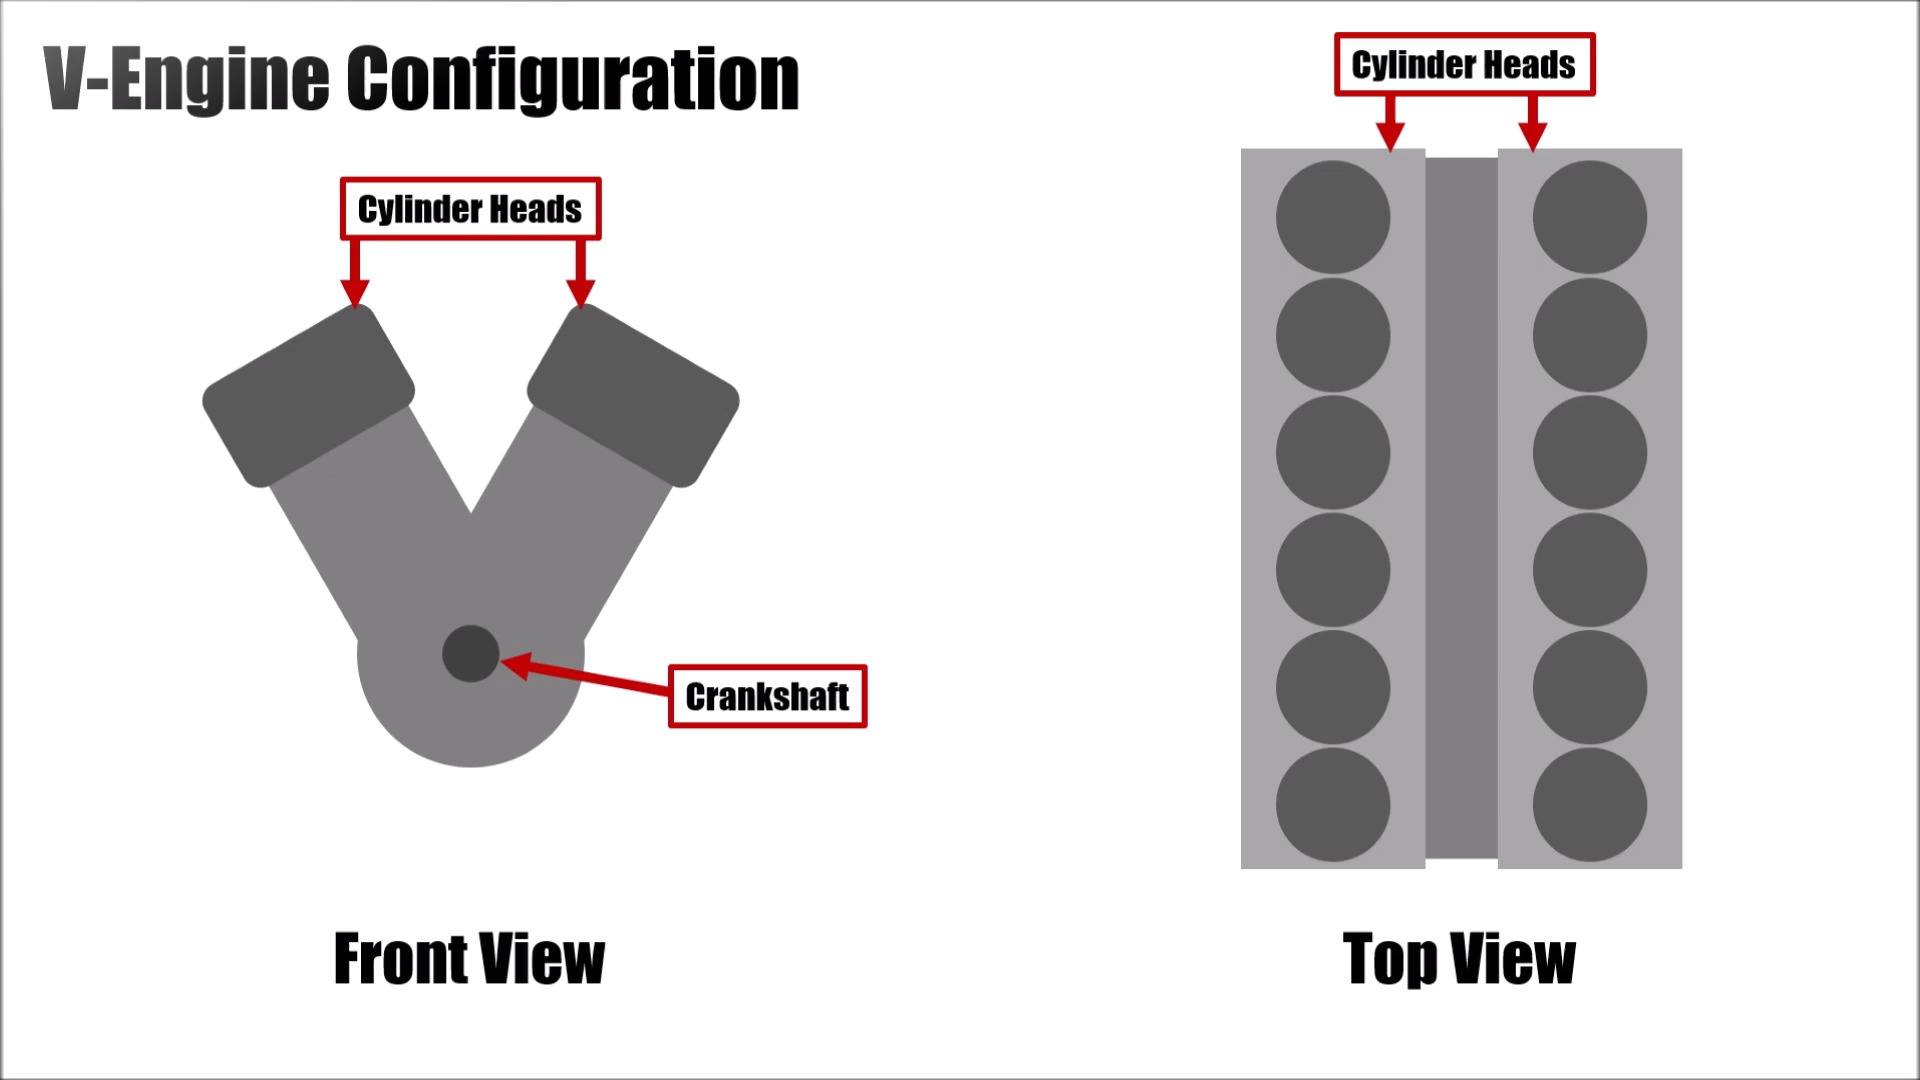 V-Engine Configuration
Cylinder Heads
Crankshaft
Front View
Cylinder Heads
Top View